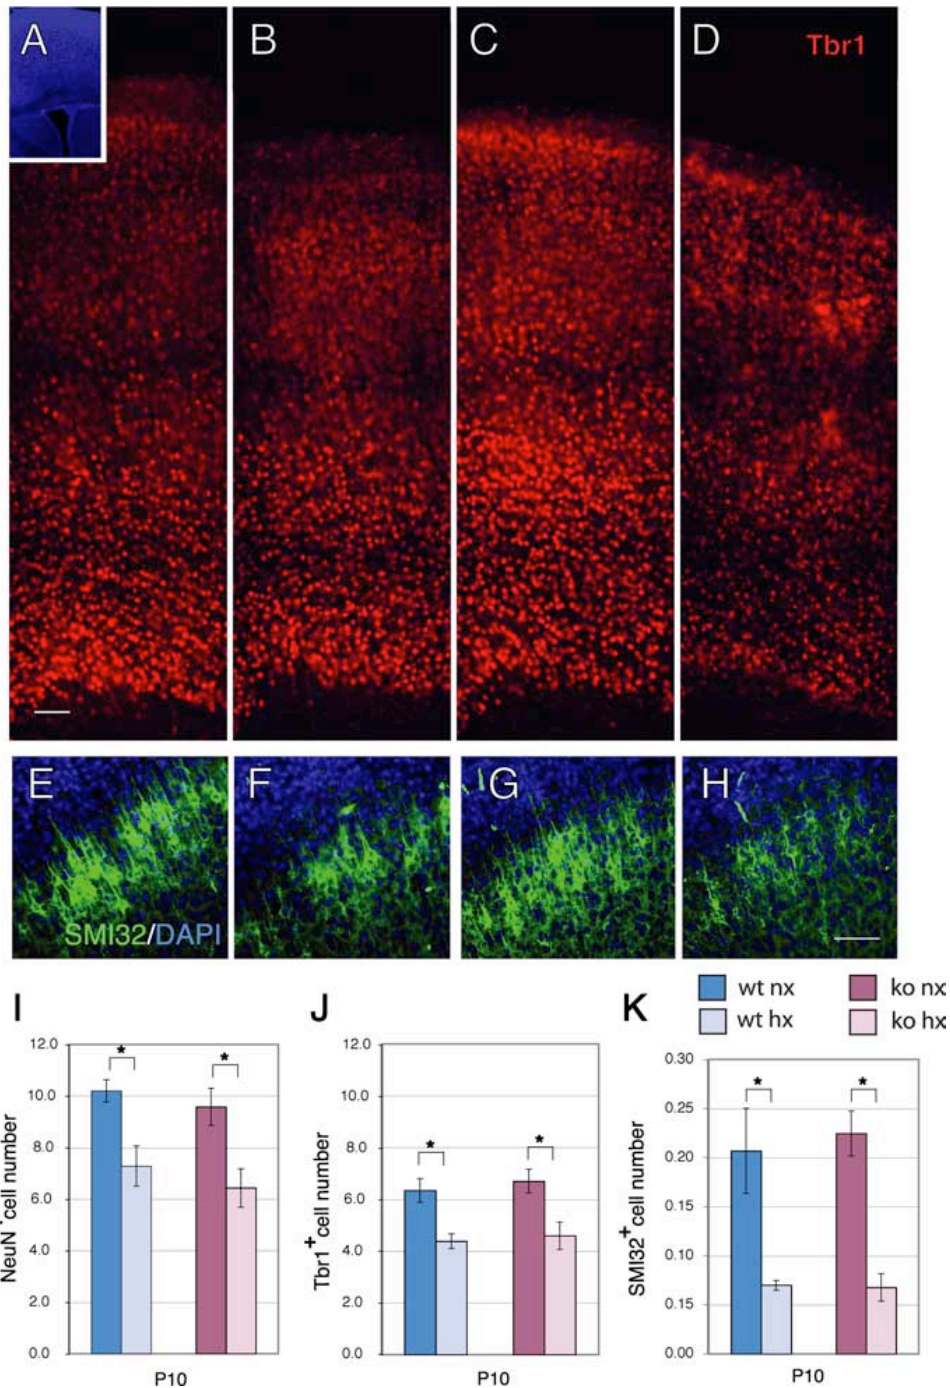 A
B
C
D
Tbr1
E
F
G
H
SMI32/DAPI
wt nx
ko nx
wt hx
ko hx
I
J
K
12.0
10.0
8.0
6.0
4.0
2.0
0.0
NeuN+cell number
*
*
P10
12.0
10.0
8.0
6.0
4.0
2.0
0.0
Tbr1+cell number
*
*
P10
0.30
0.25
0.20
0.15
0.10
0.15
0.00
SMI32+cell number
*
*
P10